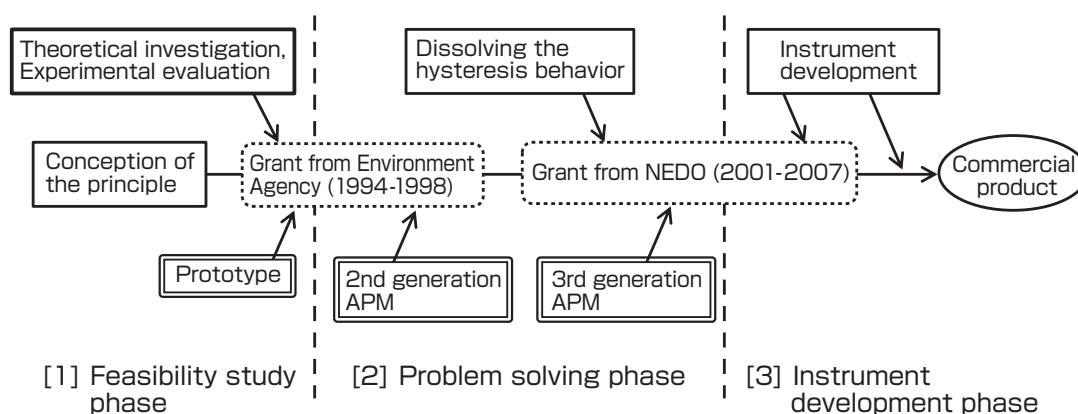 Theoretical investigation,
Experimental evaluation
Dissolving the
hysteresis behavior
Instrument
development
Conception of
the principle
Grant from Environment
Agency (1994-1998)
Grant from NEDO (2001-2007)
Commercial
product
Prototype
2nd generation
APM
3rd generation
APM
[1] Feasibility study
phase
[2] Problem solving phase
[3] Instrument
development phase